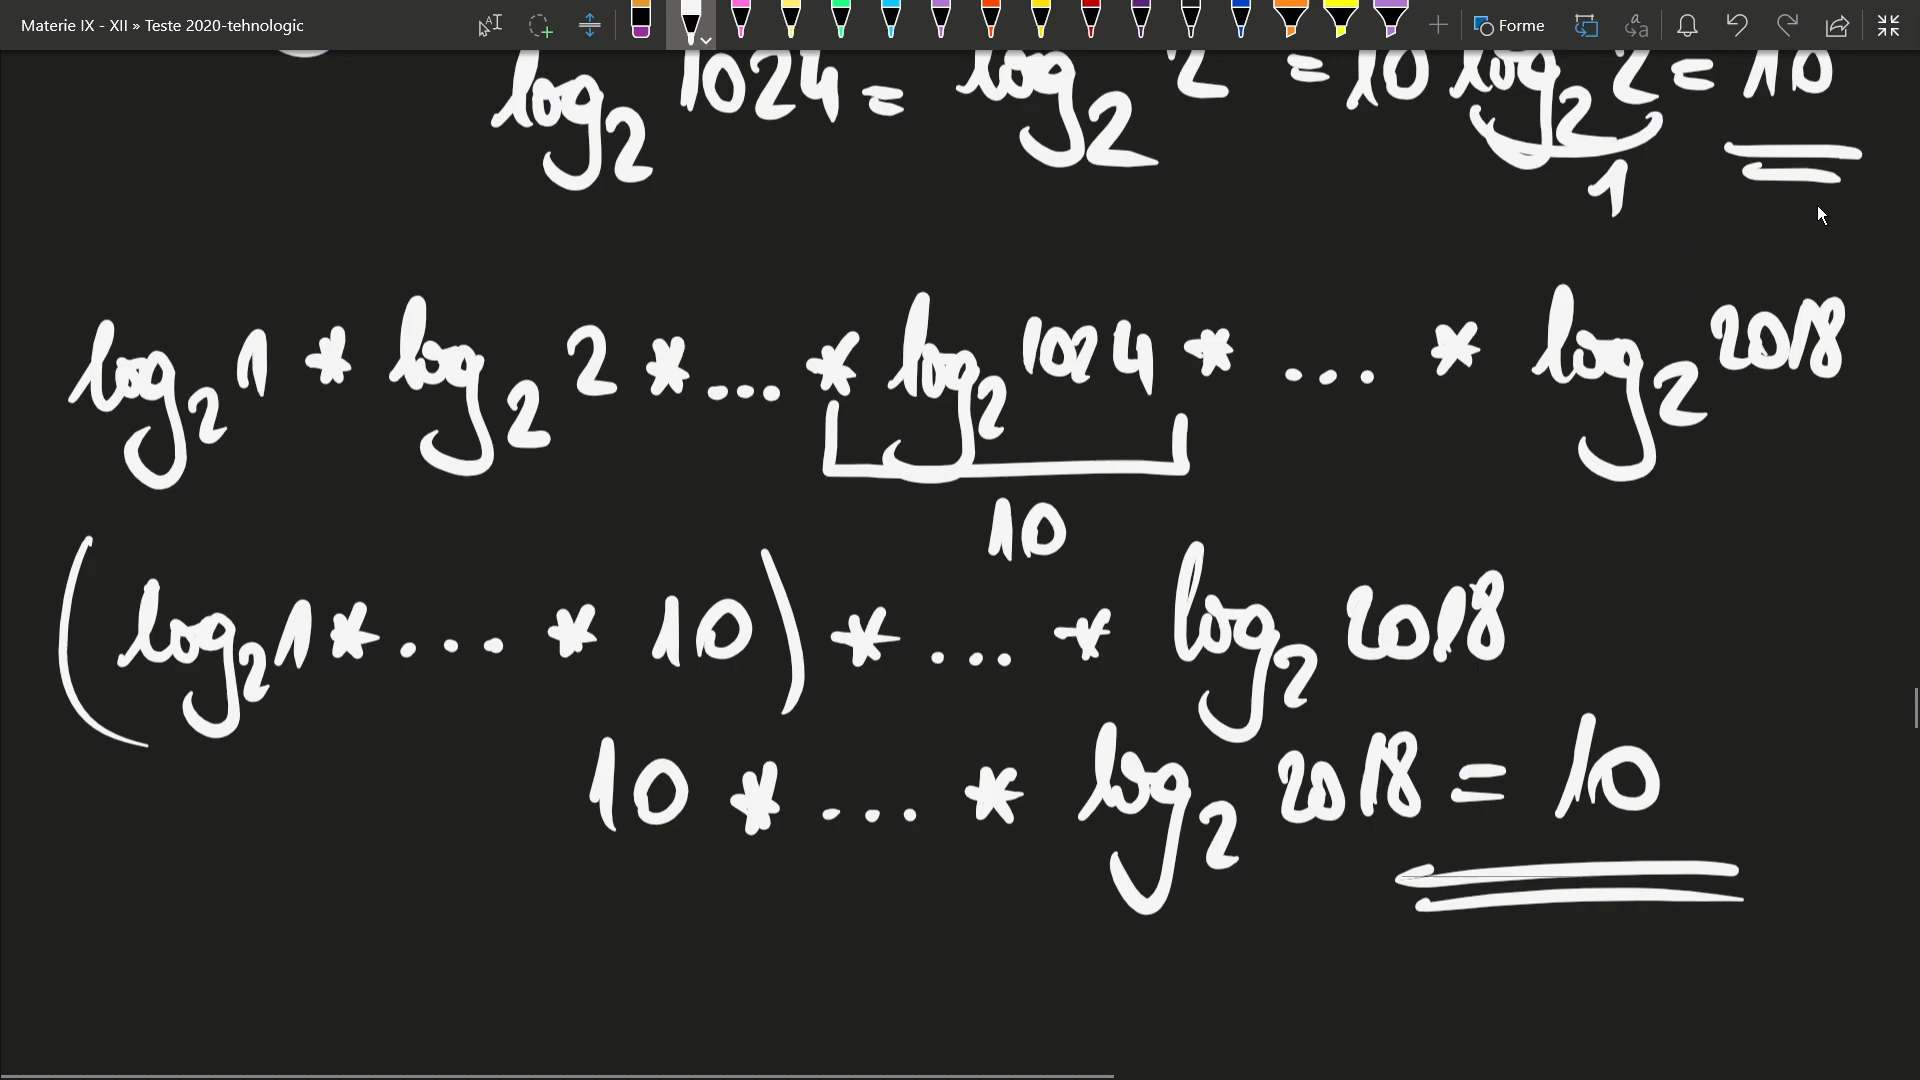 Materie IX - XII » Teste 2020-tehnologic
Forme
log₂ 1024 = log₂ 2 = 10 log₂ 2 = 10
1
log₂ 1 * log₂ 2 * ... * log₂ 1024 * ... * log₂ 2018
10
(log₂ 1 * ... * 10) * ... * log₂ 2018
10 * ... * log₂ 2018 = 10